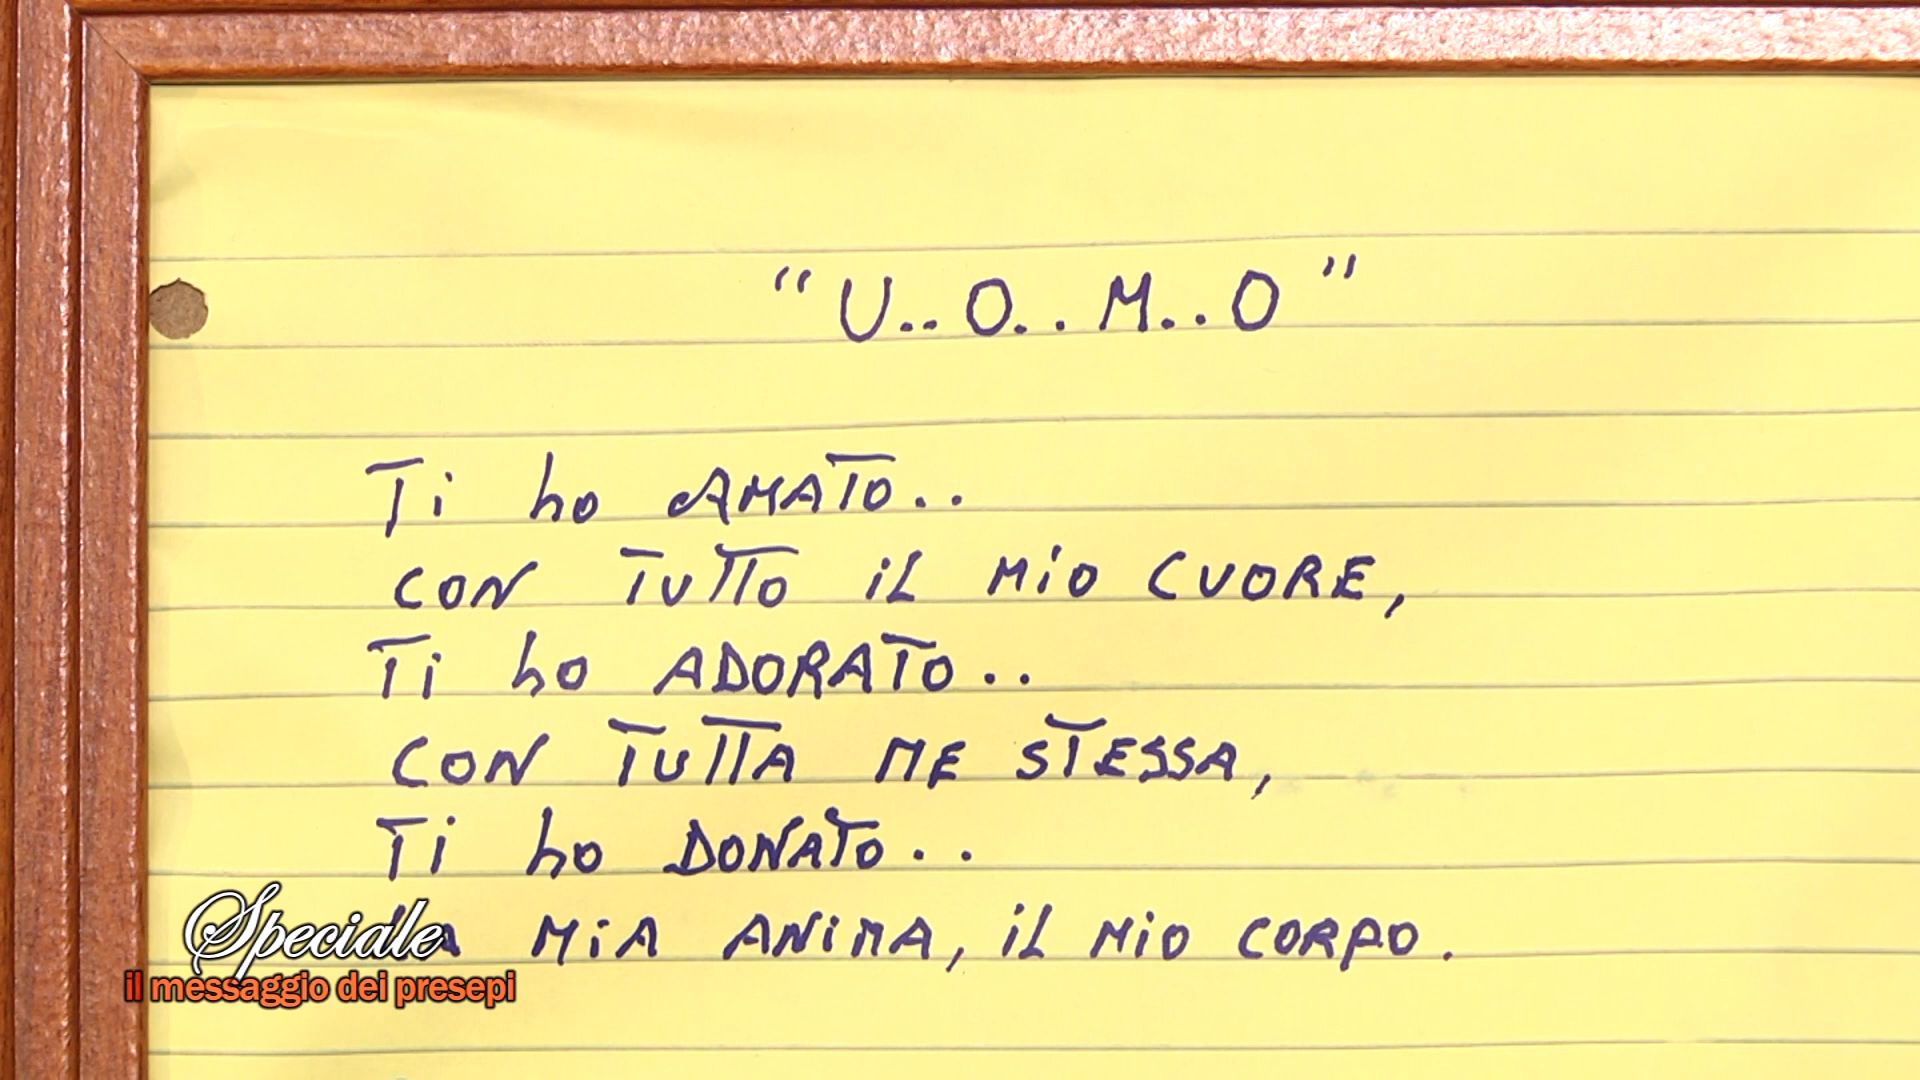 " U..O..M..O "
Ti ho AMATO..
CON TUTTO iL MiO CUORE,
Ti ho ADORATO..
CON TUTTA ME STESSA,
Ti ho DONATO..
MiA ANiMA, iL MiO CORPO.
Speciale
il messaggio dei presepi